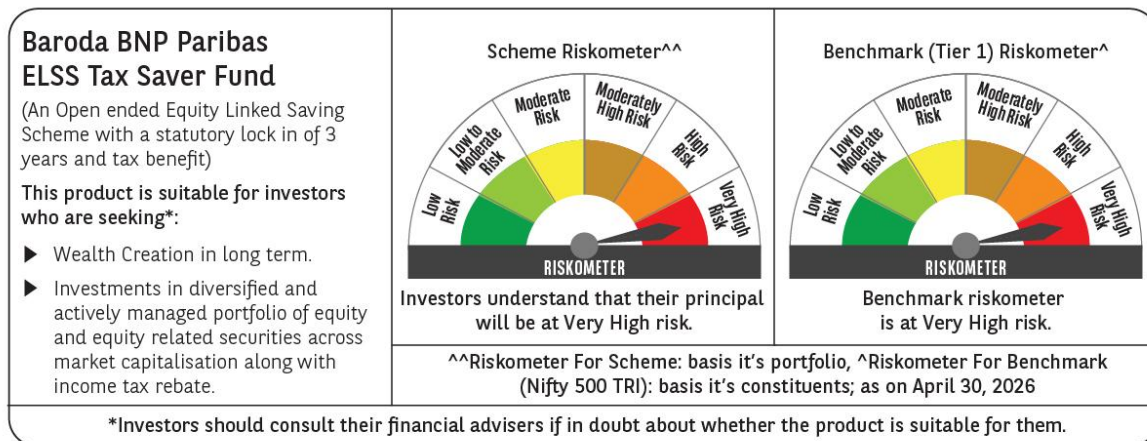 Baroda BNP Paribas
ELSS Tax Saver Fund
(An Open ended Equity Linked Saving
Scheme with a statutory lock in of 3
years and tax benefit)
This product is suitable for investors
who are seeking*:
▶ Wealth Creation in long term.
▶ Investments in diversified and
actively managed portfolio of equity
and equity related securities across
market capitalisation along with
income tax rebate.
Scheme Riskometer^^
Low
Risk
Low to
Moderate
Risk
Moderate
Risk
Moderately
High Risk
High
Risk
Very High
Risk
RISKOMETER
Investors understand that their principal
will be at Very High risk.
Benchmark (Tier 1) Riskometer^
Low
Risk
Low to
Moderate
Risk
Moderate
Risk
Moderately
High Risk
High
Risk
Very High
Risk
RISKOMETER
Benchmark riskometer
is at Very High risk.
^^Riskometer For Scheme: basis it's portfolio, ^Riskometer For Benchmark
(Nifty 500 TRI): basis it's constituents; as on April 30, 2026
*Investors should consult their financial advisers if in doubt about whether the product is suitable for them.